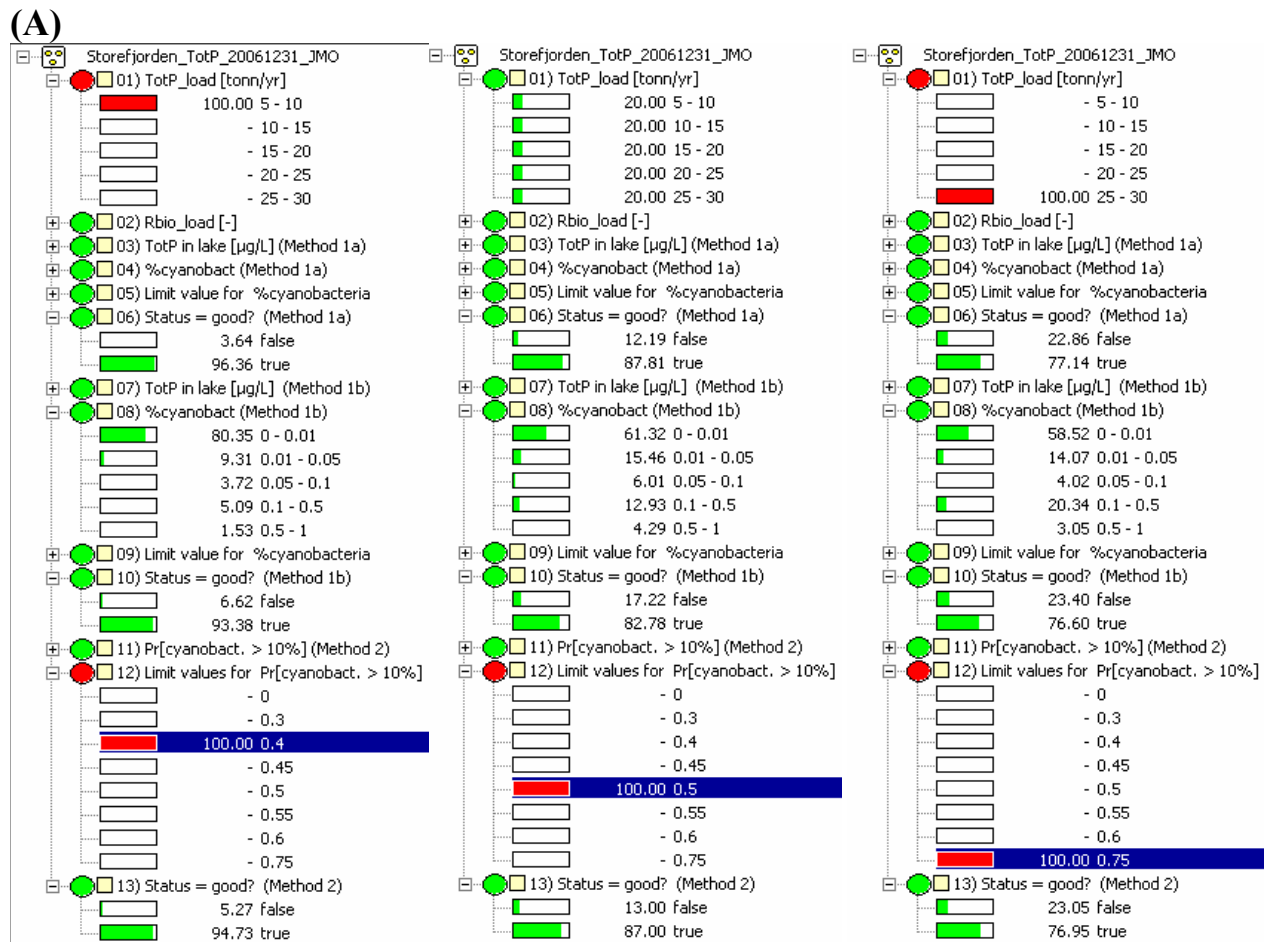 (A)
Storefjorden_TotP_20061231_JMO
01) TotP_load [tonn/yr]
100.00 5 - 10
- 10 - 15
- 15 - 20
- 20 - 25
- 25 - 30
02) Rbio_load [-]
03) TotP in lake [µg/L] (Method 1a)
04) %cyanobact (Method 1a)
05) Limit value for %cyanobacteria
06) Status = good? (Method 1a)
3.64 false
96.36 true
07) TotP in lake [µg/L] (Method 1b)
08) %cyanobact (Method 1b)
80.35 0 - 0.01
9.31 0.01 - 0.05
3.72 0.05 - 0.1
5.09 0.1 - 0.5
1.53 0.5 - 1
09) Limit value for %cyanobacteria
10) Status = good? (Method 1b)
6.62 false
93.38 true
11) Pr[cyanobact. > 10%] (Method 2)
12) Limit values for Pr[cyanobact. > 10%]
- 0
- 0.3
100.00 0.4
- 0.45
- 0.5
- 0.55
- 0.6
- 0.75
13) Status = good? (Method 2)
5.27 false
94.73 true
Storefjorden_TotP_20061231_JMO
01) TotP_load [tonn/yr]
20.00 5 - 10
20.00 10 - 15
20.00 15 - 20
20.00 20 - 25
20.00 25 - 30
02) Rbio_load [-]
03) TotP in lake [µg/L] (Method 1a)
04) %cyanobact (Method 1a)
05) Limit value for %cyanobacteria
06) Status = good? (Method 1a)
12.19 false
87.81 true
07) TotP in lake [µg/L] (Method 1b)
08) %cyanobact (Method 1b)
61.32 0 - 0.01
15.46 0.01 - 0.05
6.01 0.05 - 0.1
12.93 0.1 - 0.5
4.29 0.5 - 1
09) Limit value for %cyanobacteria
10) Status = good? (Method 1b)
17.22 false
82.78 true
11) Pr[cyanobact. > 10%] (Method 2)
12) Limit values for Pr[cyanobact. > 10%]
- 0
- 0.3
- 0.4
- 0.45
100.00 0.5
- 0.55
- 0.6
- 0.75
13) Status = good? (Method 2)
13.00 false
87.00 true
Storefjorden_TotP_20061231_JMO
01) TotP_load [tonn/yr]
- 5 - 10
- 10 - 15
- 15 - 20
- 20 - 25
100.00 25 - 30
02) Rbio_load [-]
03) TotP in lake [µg/L] (Method 1a)
04) %cyanobact (Method 1a)
05) Limit value for %cyanobacteria
06) Status = good? (Method 1a)
22.86 false
77.14 true
07) TotP in lake [µg/L] (Method 1b)
08) %cyanobact (Method 1b)
58.52 0 - 0.01
14.07 0.01 - 0.05
4.02 0.05 - 0.1
20.34 0.1 - 0.5
3.05 0.5 - 1
09) Limit value for %cyanobacteria
10) Status = good? (Method 1b)
23.40 false
76.60 true
11) Pr[cyanobact. > 10%] (Method 2)
12) Limit values for Pr[cyanobact. > 10%]
- 0
- 0.3
- 0.4
- 0.45
- 0.5
- 0.55
- 0.6
100.00 0.75
13) Status = good? (Method 2)
23.05 false
76.95 true